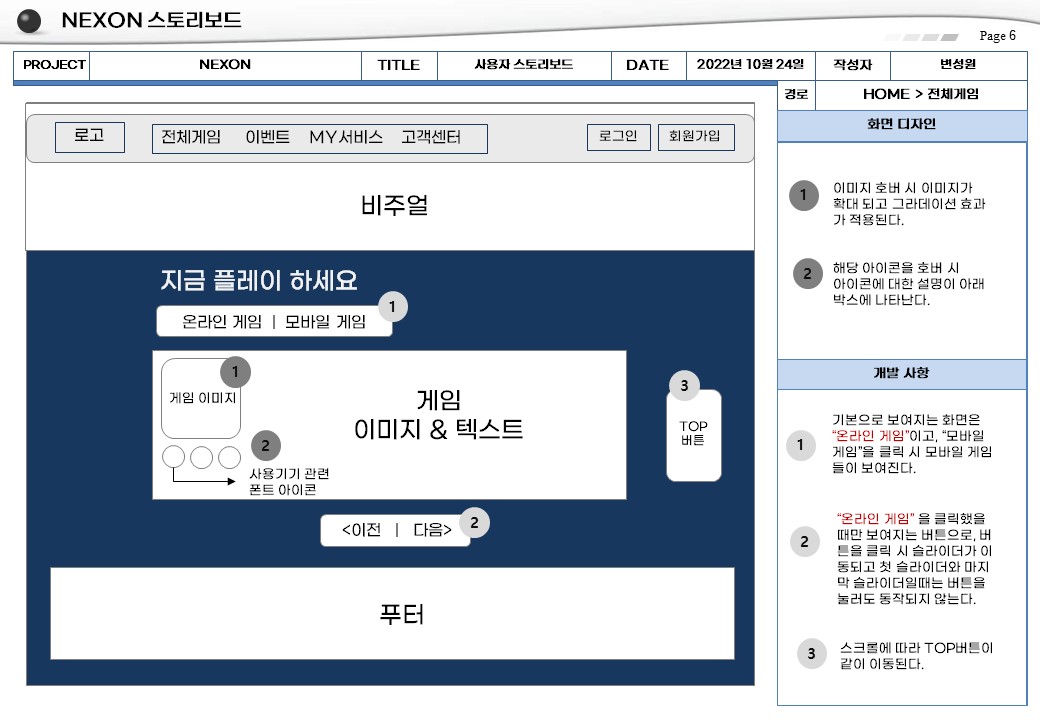 NEXON 스토리보드
Page 6
PROJECT NEXON TITLE 사용자 스토리보드 DATE 2022년 10월 24일 작성자 변성원
경로 HOME > 전체게임
로고 전체게임 이벤트 MY서비스 고객센터 로그인 회원가입
비주얼
지금 플레이 하세요
온라인 게임 | 모바일 게임
1
1
게임 이미지
게임
이미지 & 텍스트
2
사용기기 관련
폰트 아이콘
3
TOP
버튼
<이전 | 다음>
2
푸터
화면 디자인
1
이미지 호버 시 이미지가
확대 되고 그라데이션 효과
가 적용된다.
2
해당 아이콘을 호버 시
아이콘에 대한 설명이 아래
박스에 나타난다.
개발 사항
1
기본으로 보여지는 화면은
“온라인 게임”이고, “모바일
게임”을 클릭 시 모바일 게임
들이 보여진다.
2
“온라인 게임” 을 클릭했을
때만 보여지는 버튼으로, 버
튼을 클릭 시 슬라이더가 이
동되고 첫 슬라이더와 마지
막 슬라이더일때는 버튼을
눌러도 동작되지 않는다.
3
스크롤에 따라 TOP버튼이
같이 이동된다.